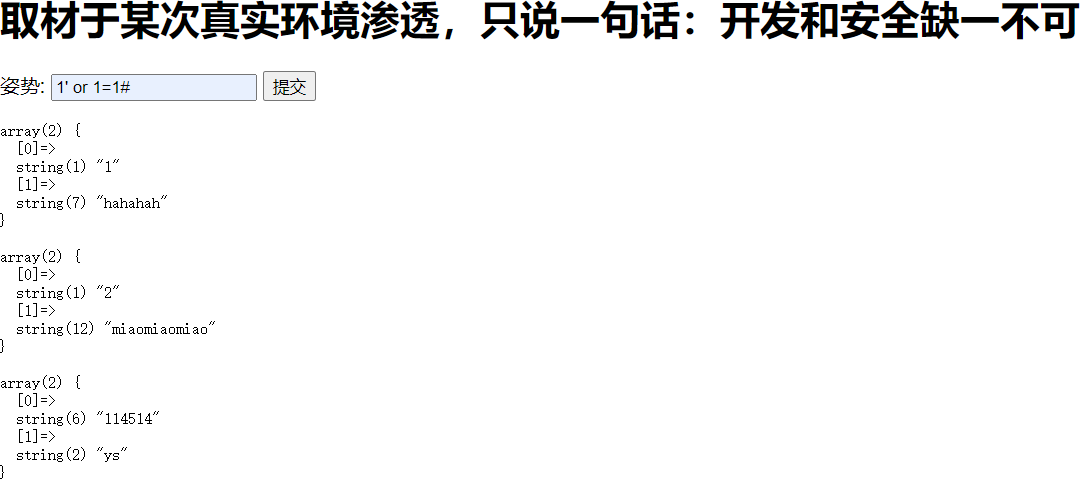 取材于某次真实环境渗透，只说一句话：开发和安全缺一不可
姿势: 1' or 1=1# 提交
array(2) {
  [0]=>
  string(1) "1"
  [1]=>
  string(7) "hahahah"
}
array(2) {
  [0]=>
  string(1) "2"
  [1]=>
  string(12) "miaomiaomiao"
}
array(2) {
  [0]=>
  string(6) "114514"
  [1]=>
  string(2) "ys"
}